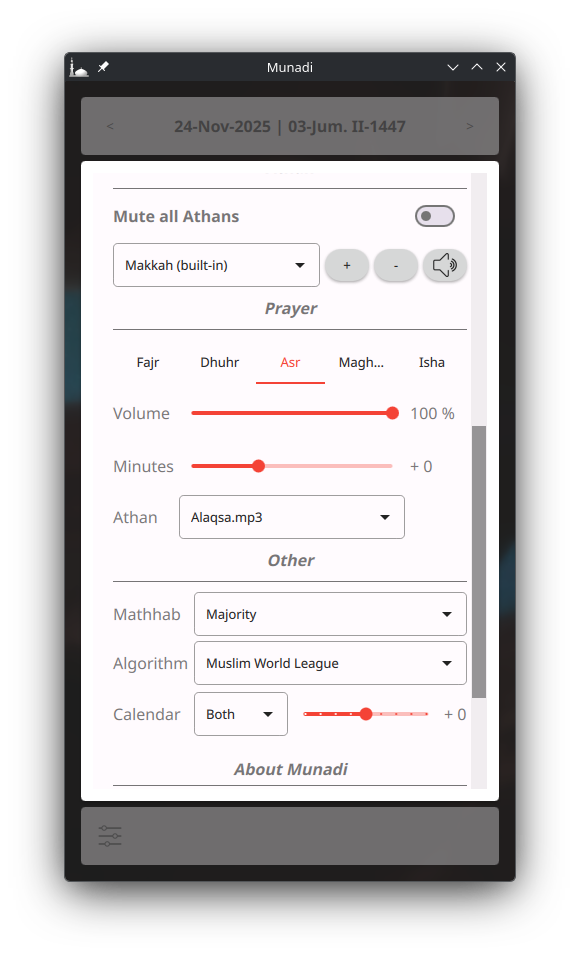 Munadi
< 24-Nov-2025 | 03-Jum. II-1447 >
Mute all Athans
Makkah (built-in) + -
Prayer
Fajr Dhuhr Asr Magh... Isha
Volume 100 %
Minutes + 0
Athan Alaqsa.mp3
Other
Mathhab Majority
Algorithm Muslim World League
Calendar Both + 0
About Munadi